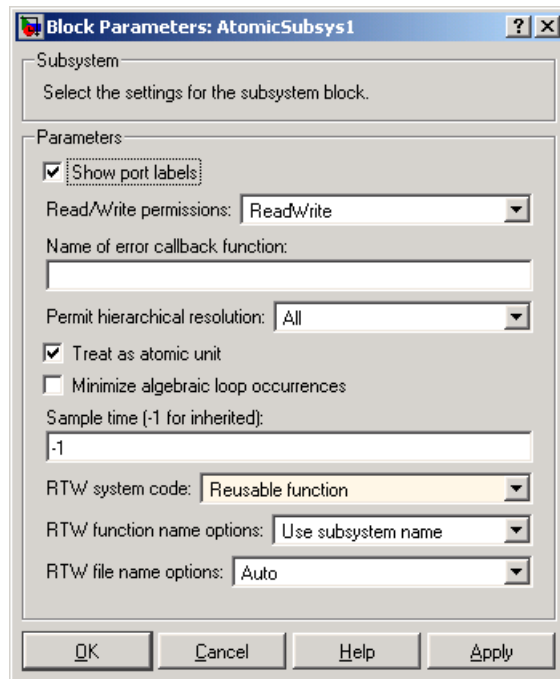 Block Parameters: AtomicSubsys1
Subsystem
Select the settings for the subsystem block.
Parameters
Show port labels
Read/Write permissions: ReadWrite
Name of error callback function:
Permit hierarchical resolution: All
Treat as atomic unit
Minimize algebraic loop occurrences
Sample time (-1 for inherited):
-1
RTW system code: Reusable function
RTW function name options: Use subsystem name
RTW file name options: Auto
OK Cancel Help Apply